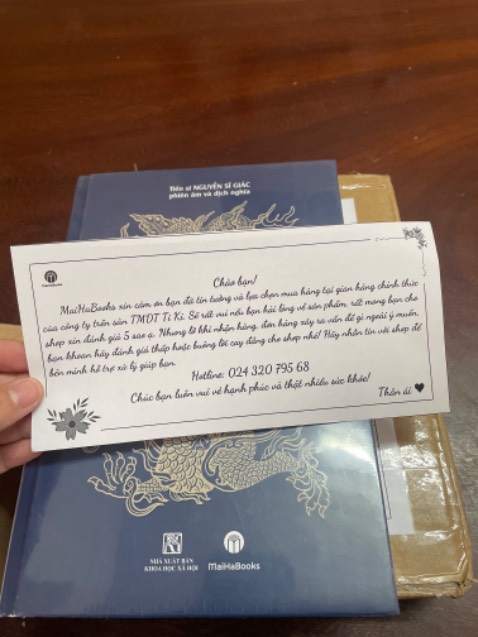 Tiến sĩ NGUYỄN SĨ GIÁC
phiên âm và dịch nghĩa
MaiHaBooks
Chào bạn!
MaiHaBooks xin cảm ơn bạn đã tin tưởng và lựa chọn mua hàng tại gian hàng chính thức
của công ty trên sàn TMDT Ti Ki. Sẽ rất vui nếu bạn hài lòng về sản phẩm, rất mong bạn cho
shop xin đánh giá 5 sao ạ. Nhưng lỡ khi nhận hàng, đơn hàng xảy ra vấn đề gì ngoài ý muốn,
bạn khoan hãy đánh giá thấp hoặc buông lời cay đắng cho shop nhé! Hãy nhắn tin với shop để
bên mình hỗ trợ xử lý giúp bạn.
Hotline: 024 320 795 68
Chúc bạn luôn vui vẻ hạnh phúc và thật nhiều sức khỏe!
Thân ái
NHÀ XUẤT BẢN
KHOA HỌC XÃ HỘI
MaiHaBooks